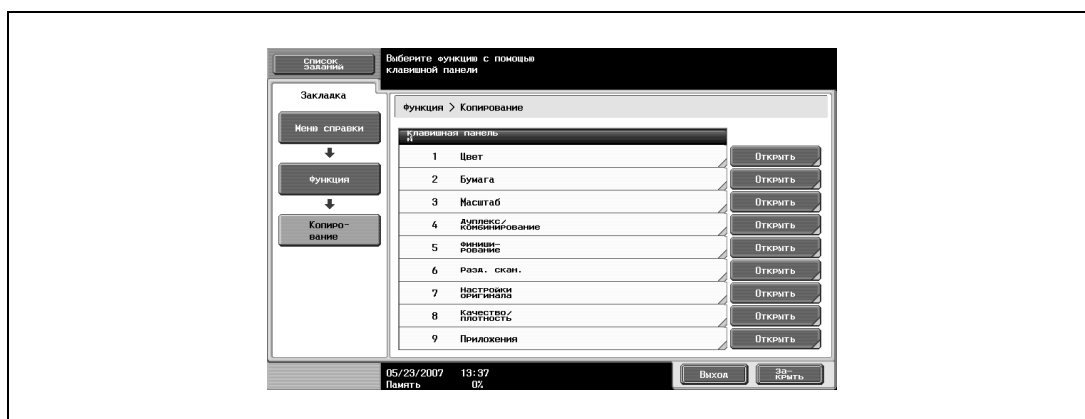 Список
заданий
Выберите функцию с помощью
клавишной панели
Закладка
Меню справки
Функция
Копиро-
вание
Функция > Копирование
Клавишная панель
1 Цвет Открыть
2 Бумага Открыть
3 Масштаб Открыть
4 Дуплекс/
комбинирование Открыть
5 Финиши-
рование Открыть
6 Разд. скан. Открыть
7 Настройки
оригинала Открыть
8 Качество/
плотность Открыть
9 Приложения Открыть
05/23/2007 13:37
Память 0%
Выход
За-
крыть